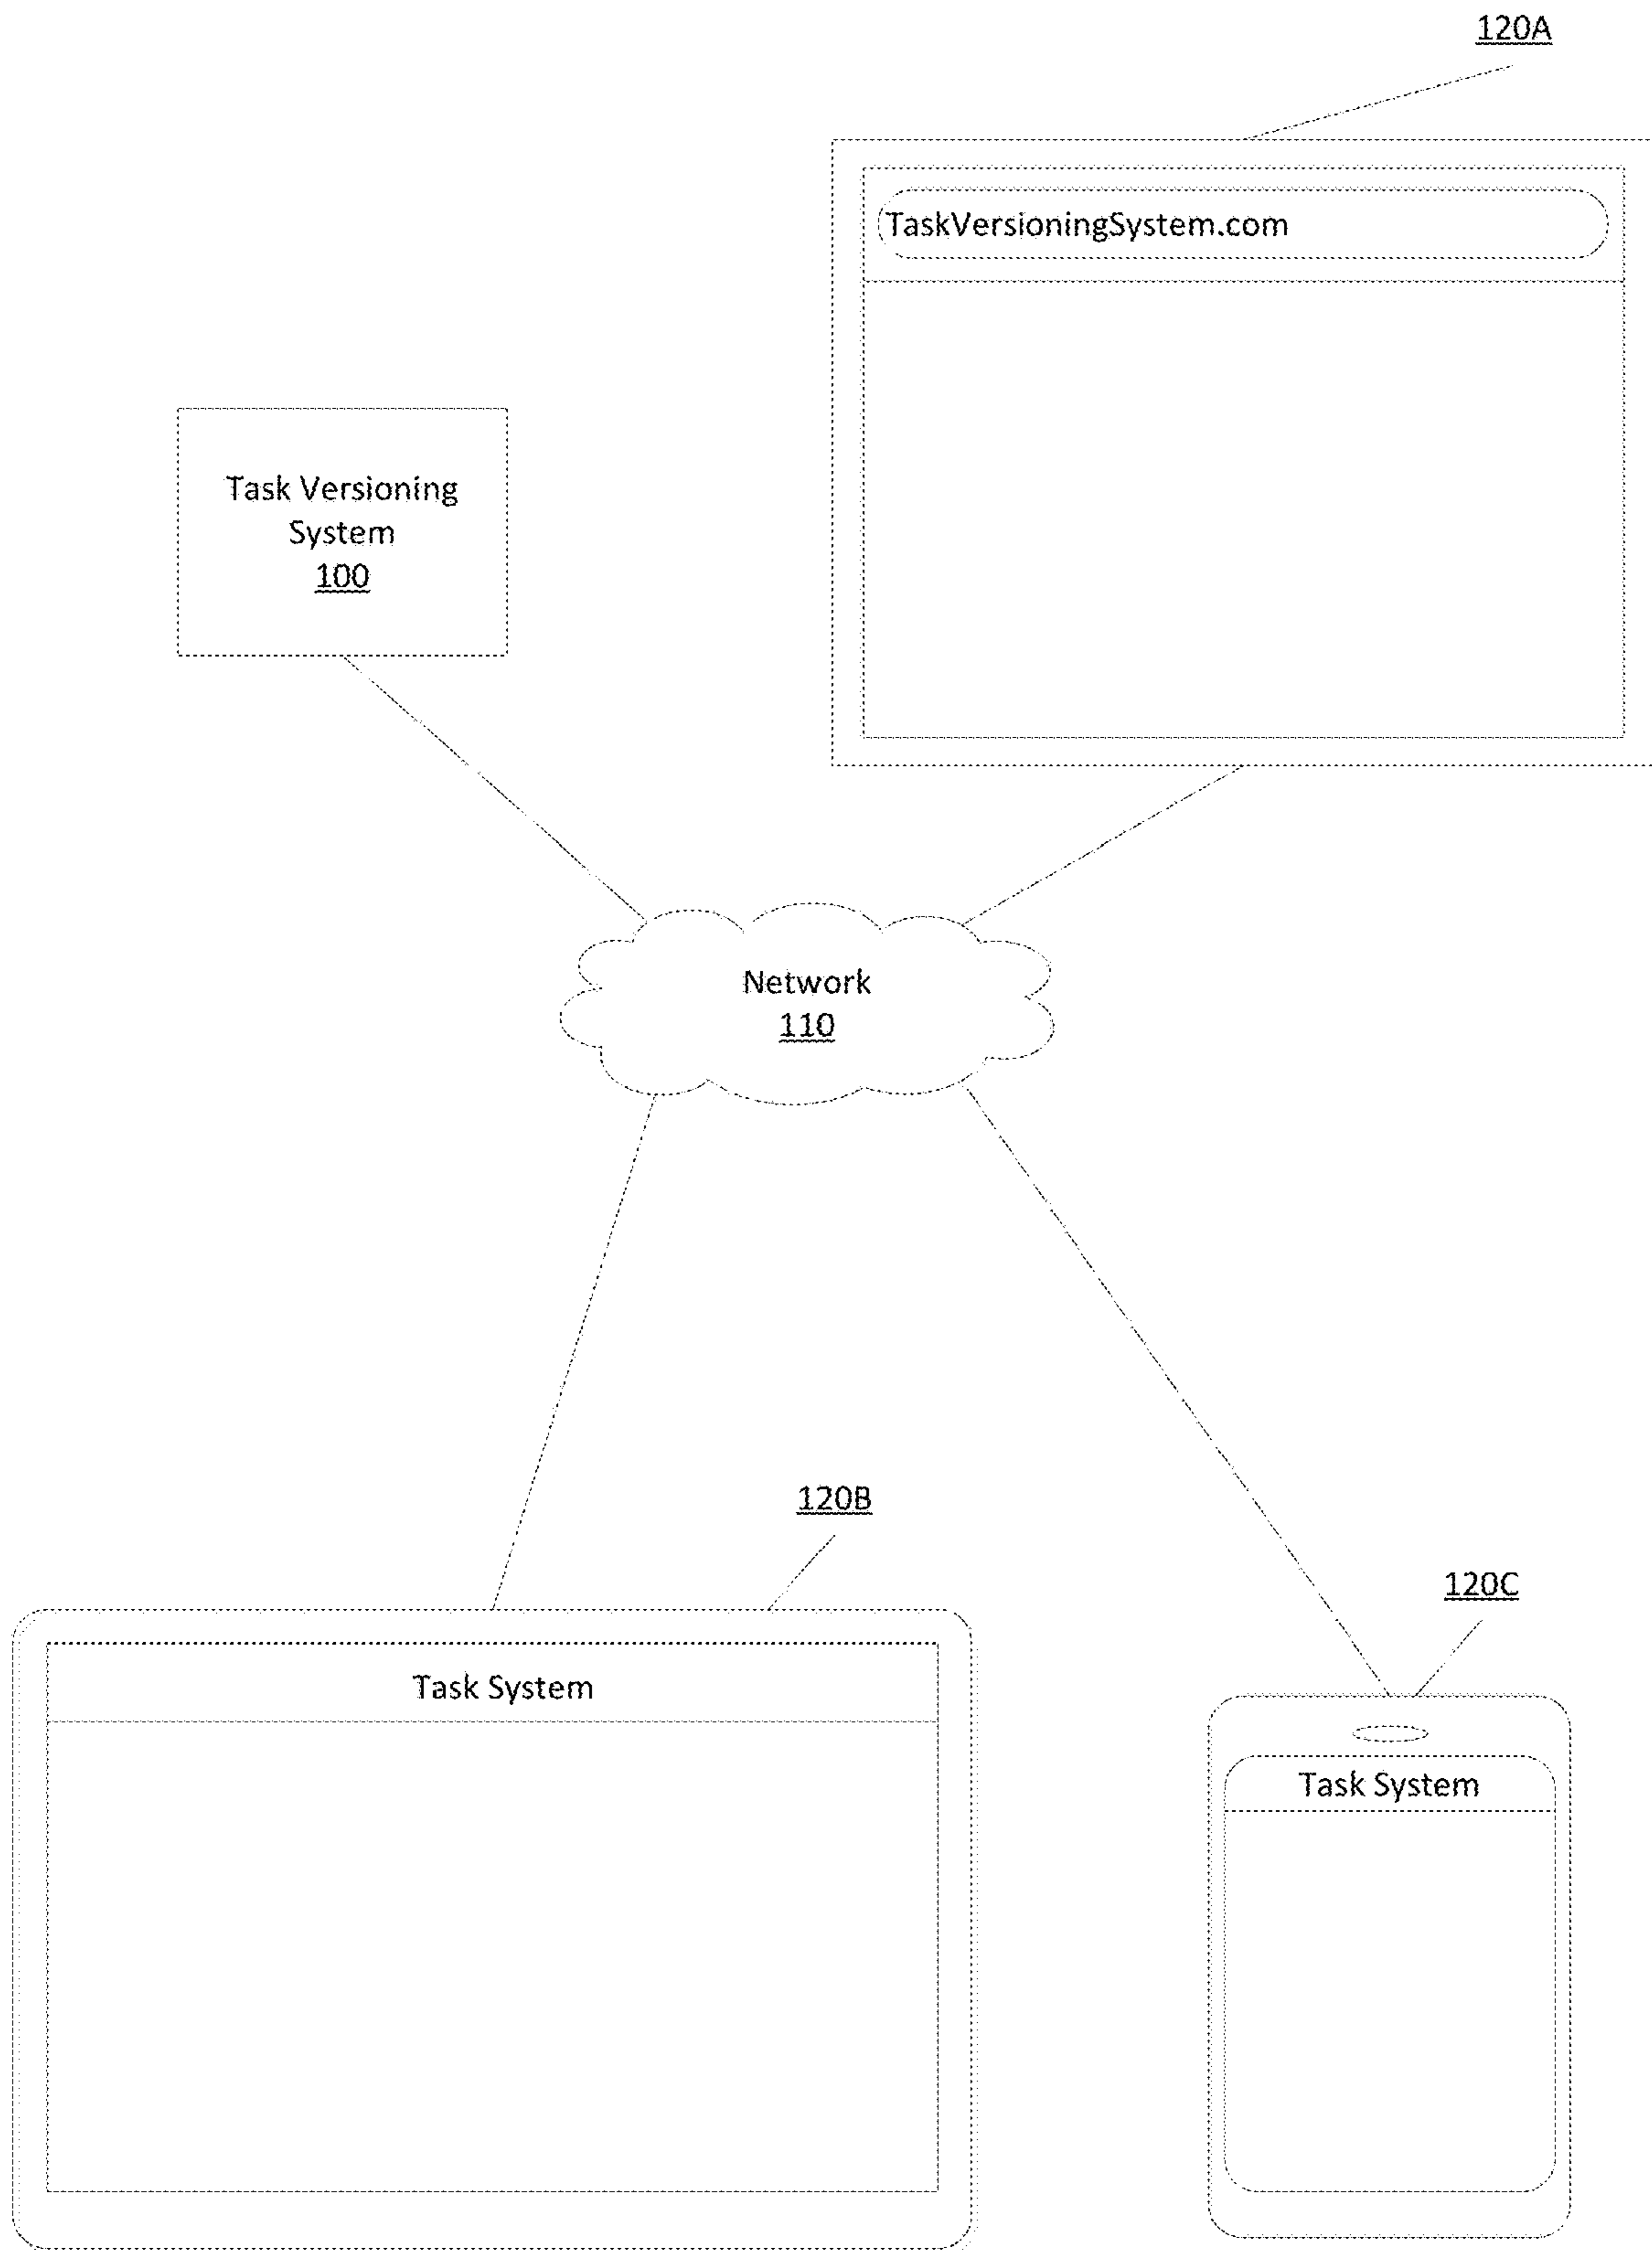 120A
TaskVersioningSystem.com
Task Versioning
System
100
Network
110
120B
120C
Task System
Task System